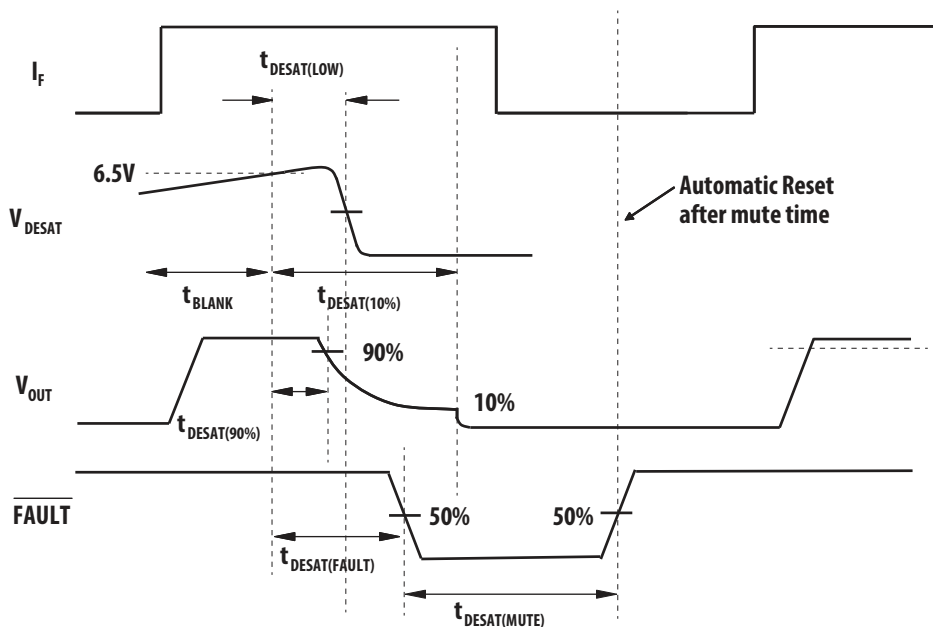 I_F
t_DESAT(LOW)
6.5V
V_DESAT
Automatic Reset
after mute time
t_BLANK
t_DESAT(10%)
90%
V_OUT
10%
t_DESAT(90%)
FAULT
50%
50%
t_DESAT(FAULT)
t_DESAT(MUTE)